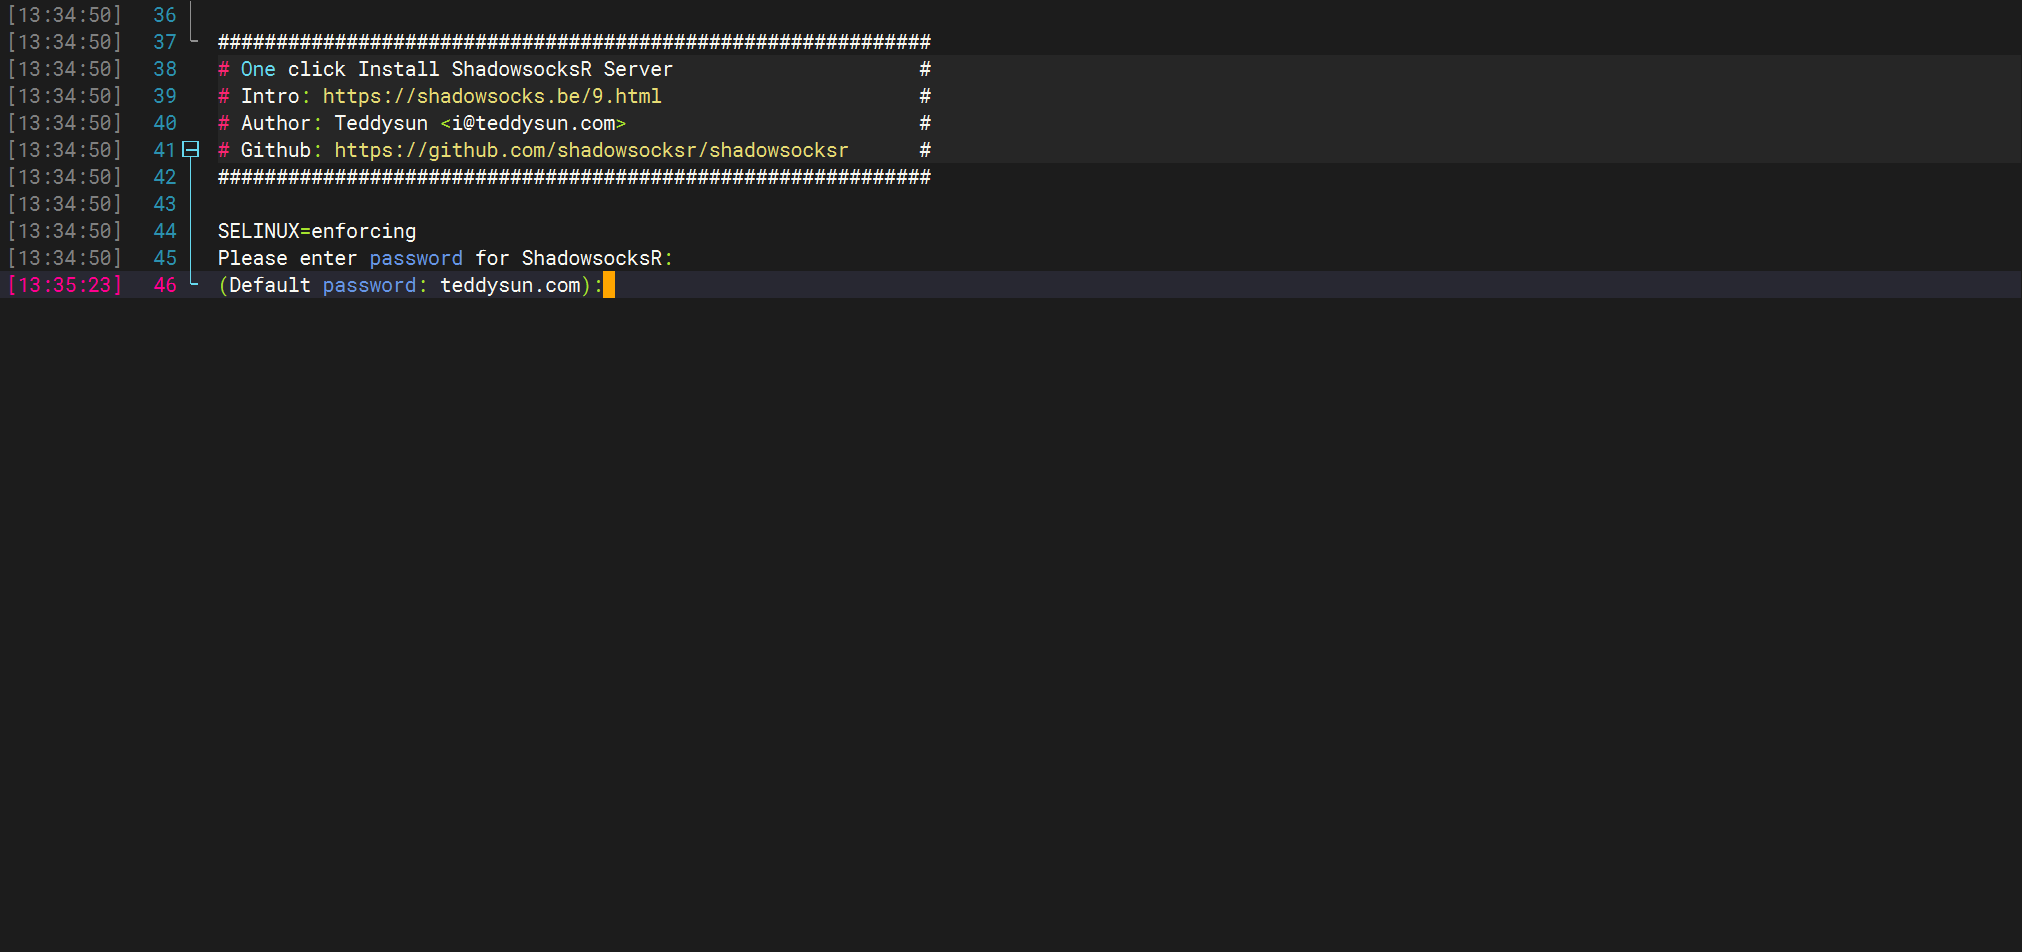 [13:34:50] 36
[13:34:50] 37 #############################################################
[13:34:50] 38 # One click Install ShadowsocksR Server                     #
[13:34:50] 39 # Intro: https://shadowsocks.be/9.html                      #
[13:34:50] 40 # Author: Teddysun <i@teddysun.com>                         #
[13:34:50] 41 # Github: https://github.com/shadowsocksr/shadowsocksr      #
[13:34:50] 42 #############################################################
[13:34:50] 43
[13:34:50] 44 SELINUX=enforcing
[13:34:50] 45 Please enter password for ShadowsocksR:
[13:35:23] 46 (Default password: teddysun.com):